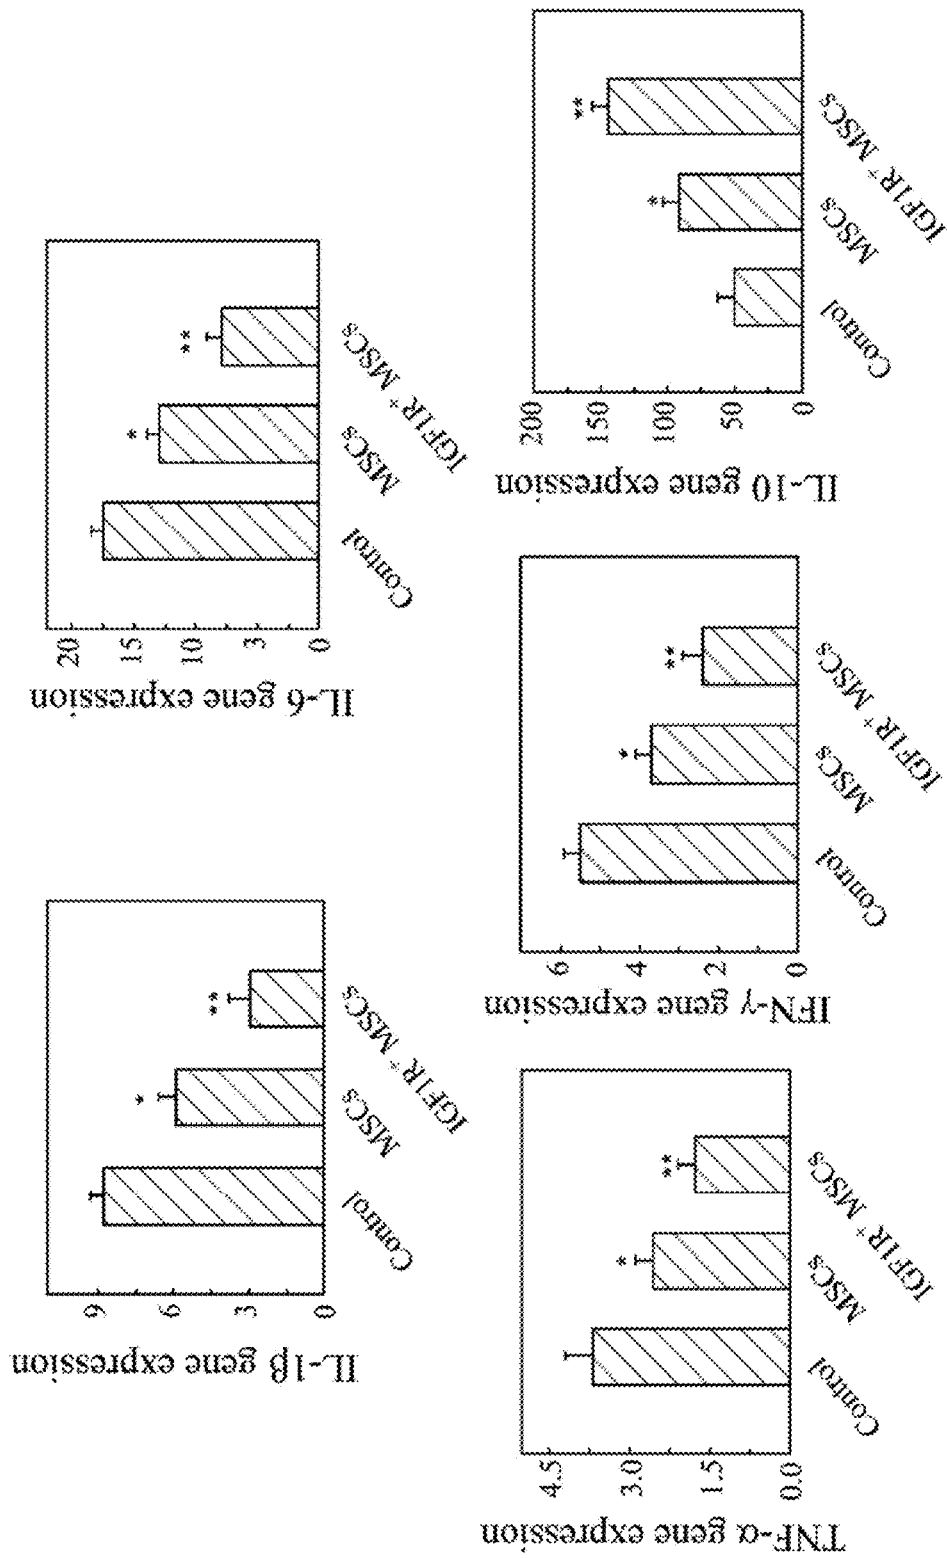 IL-1β gene expression
9
6
3
0
*
**
Control
MSCs
IGF1R+ MSCs
IL-6 gene expression
20
15
10
3
0
*
**
Control
MSCs
IGF1R+ MSCs
TNF-α gene expression
4.5
3.0
1.5
0.0
*
**
Control
MSCs
IGF1R+ MSCs
IFN-γ gene expression
6
4
2
0
*
**
Control
MSCs
IGF1R+ MSCs
IL-10 gene expression
200
150
100
50
0
*
**
Control
MSCs
IGF1R+ MSCs